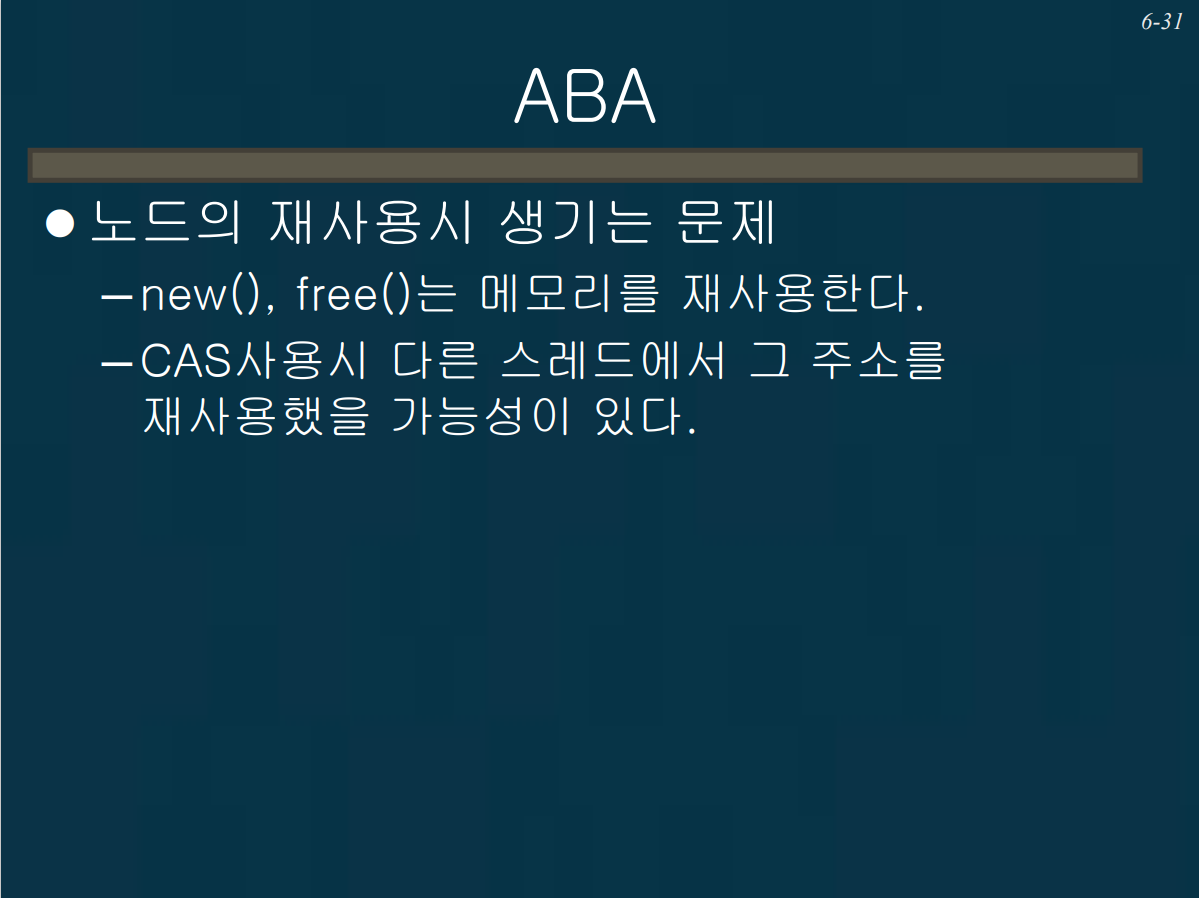 6-31
ABA
●노드의 재사용시 생기는 문제
–new(), free()는 메모리를 재사용한다.
–CAS사용시 다른 스레드에서 그 주소를
재사용했을 가능성이 있다.